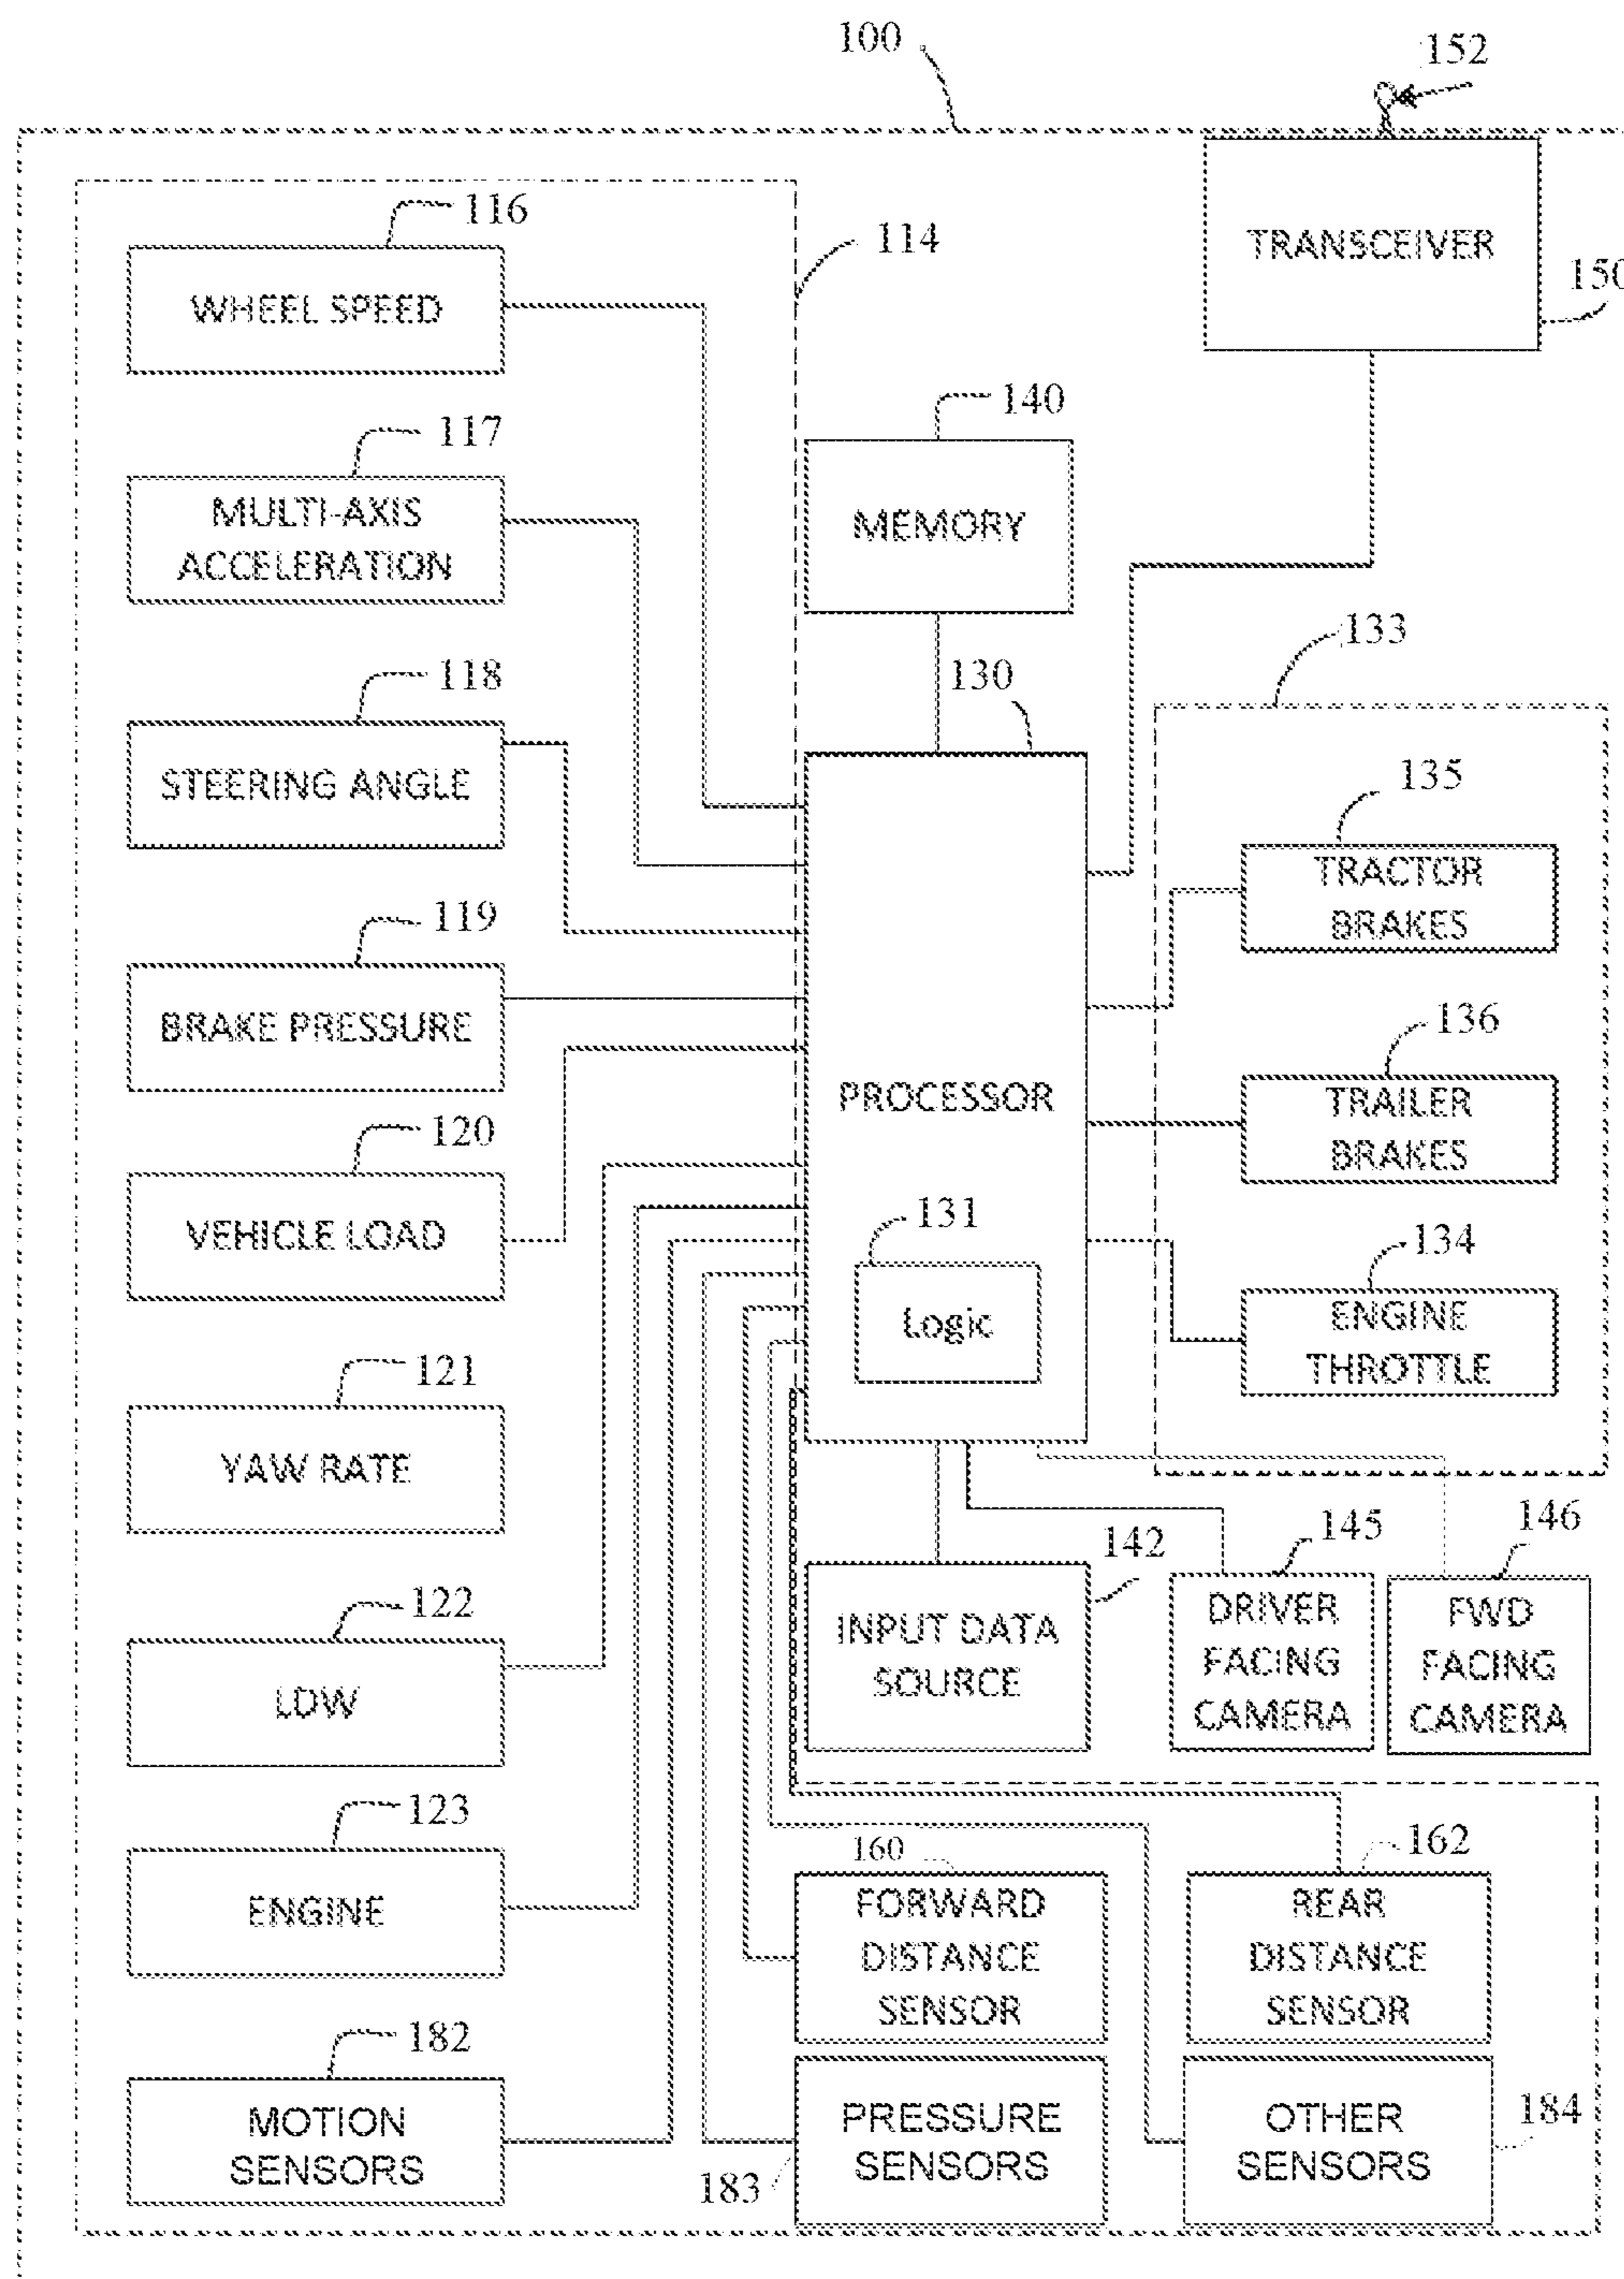 100
152
116
WHEEL SPEED
114
TRANSCEIVER
150
117
MULTI-AXIS
ACCELERATION
140
MEMORY
133
118
STEERING ANGLE
130
135
TRACTOR
BRAKES
119
BRAKE PRESSURE
136
TRAILER
BRAKES
PROCESSOR
120
VEHICLE LOAD
131
Logic
134
ENGINE
THROTTLE
121
YAW RATE
142
INPUT DATA
SOURCE
145
DRIVER
FACING
CAMERA
146
FWD
FACING
CAMERA
122
LDW
123
ENGINE
160
FORWARD
DISTANCE
SENSOR
162
REAR
DISTANCE
SENSOR
182
MOTION
SENSORS
183
PRESSURE
SENSORS
OTHER
SENSORS
184